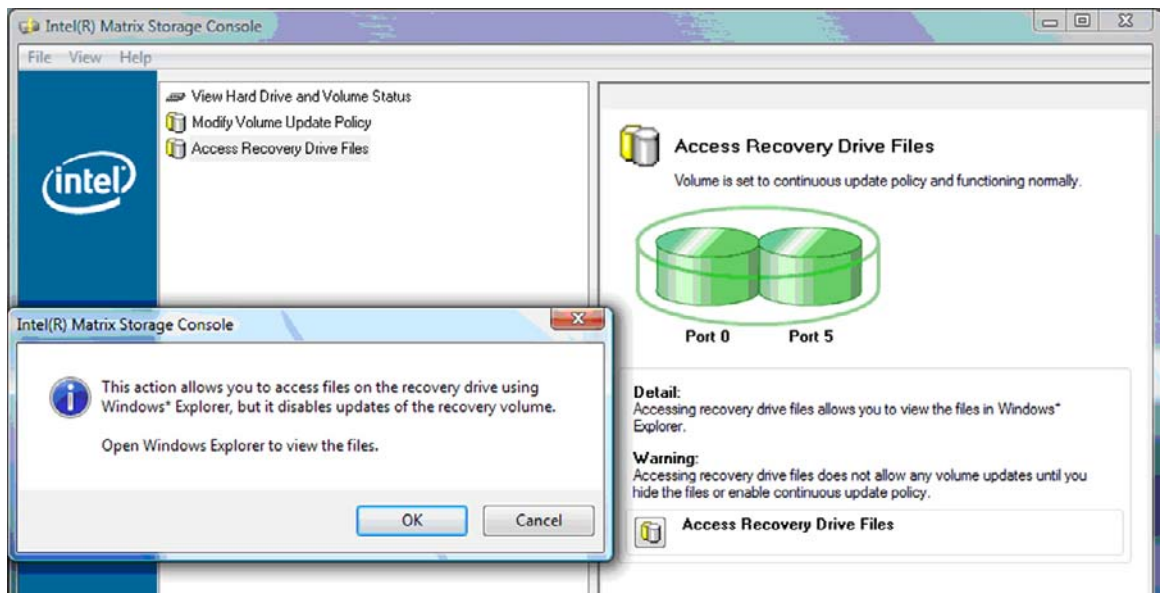 Intel(R) Matrix Storage Console
File View Help
intel
View Hard Drive and Volume Status
Modify Volume Update Policy
Access Recovery Drive Files
Access Recovery Drive Files
Volume is set to continuous update policy and functioning normally.
Port 0 Port 5
Detail:
Accessing recovery drive files allows you to view the files in Windows*
Explorer.
Warning:
Accessing recovery drive files does not allow any volume updates until you
hide the files or enable continuous update policy.
Access Recovery Drive Files
Intel(R) Matrix Storage Console
This action allows you to access files on the recovery drive using
Windows* Explorer, but it disables updates of the recovery volume.
Open Windows Explorer to view the files.
OK Cancel